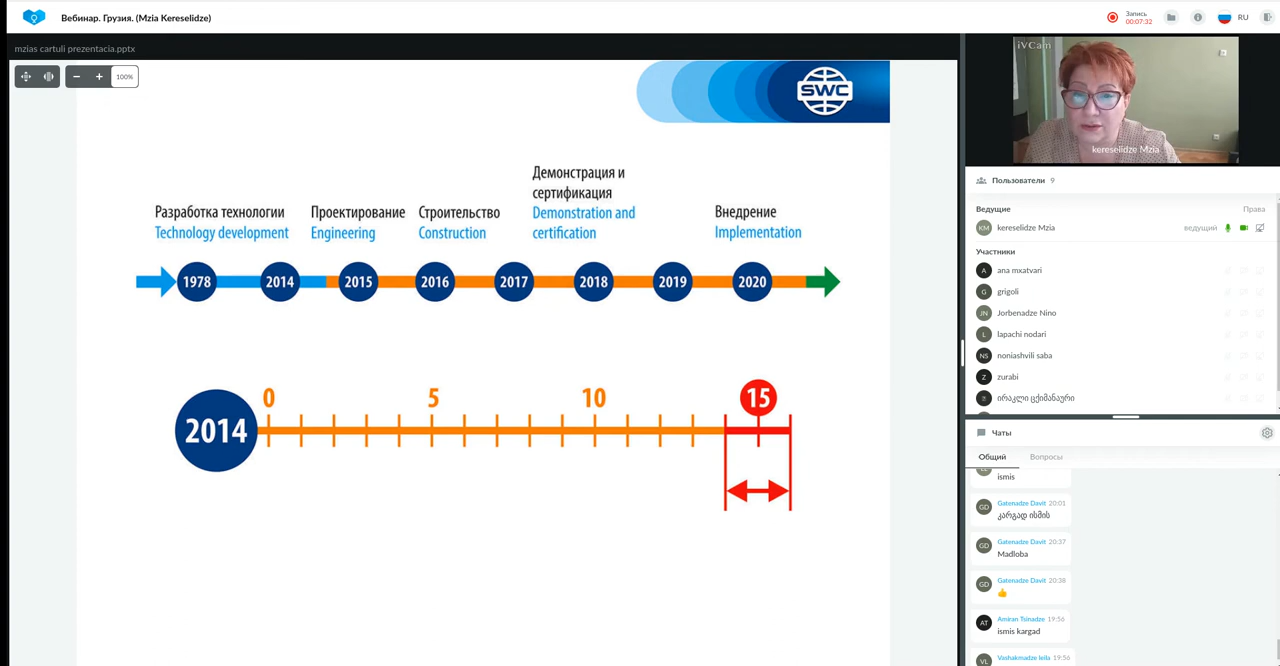 Вебинар. Грузия. (Mzia Kereselidze)
Запись
00:07:32
RU
mzias cartuli prezentacia.pptx
100%
SWC
Разработка технологии
Technology development
Проектирование
Engineering
Строительство
Construction
Демонстрация и
сертификация
Demonstration and
certification
Внедрение
Implementation
1978
2014
2015
2016
2017
2018
2019
2020
2014
0
5
10
15
iVCam
kereselidze Mzia
Пользователи 9
Ведущие
Права
KM
kereselidze Mzia
ведущий
Участники
A
ana mxatvari
G
grigoli
JN
Jorbenadze Nino
L
lapachi nodari
NS
noniashvili saba
Z
zurabi
ირაკლი ცქიმანაური
Чаты
Общий
Вопросы
ismis
GD
Gatenadze Davit 20:01
კარგად ისმის
GD
Gatenadze Davit 20:37
Madloba
GD
Gatenadze Davit 20:38
👍
AT
Amiran Tsinadze 19:56
ismis kargad
VL
Vashakmadze leila 19:56